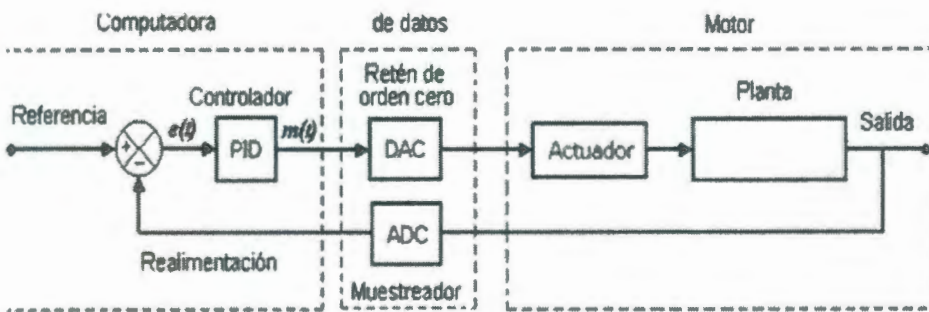 Computadora
de datos
Motor
Retén de
orden cero
Controlador
Planta
Referencia
Salida
+
-
e(t)
PID
m(t)
DAC
Actuador
ADC
Realimentación
Muestreador